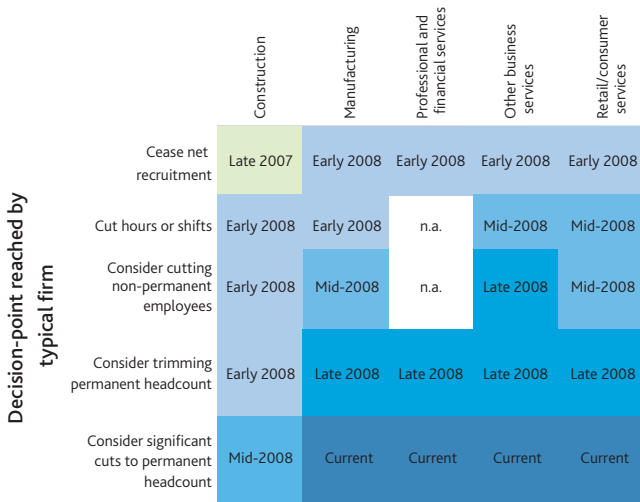 Construction
Manufacturing
Professional and
financial services
Other business
services
Retail/consumer
services
Decision-point reached by
typical firm
Cease net
recruitment
Late 2007
Early 2008
Early 2008
Early 2008
Early 2008
Cut hours or shifts
Early 2008
Early 2008
n.a.
Mid-2008
Mid-2008
Consider cutting
non-permanent
employees
Early 2008
Mid-2008
n.a.
Late 2008
Mid-2008
Consider trimming
permanent headcount
Early 2008
Late 2008
Late 2008
Late 2008
Late 2008
Consider significant
cuts to permanent
headcount
Mid-2008
Current
Current
Current
Current